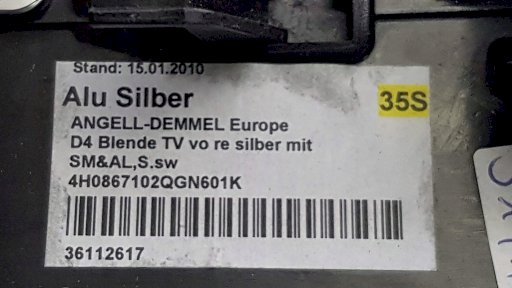 Stand: 15.01.2010
Alu Silber
35S
ANGELL-DEMMEL Europe
D4 Blende TV vo re silber mit
SM&AL,S.sw
4H0867102QGN601K
36112617